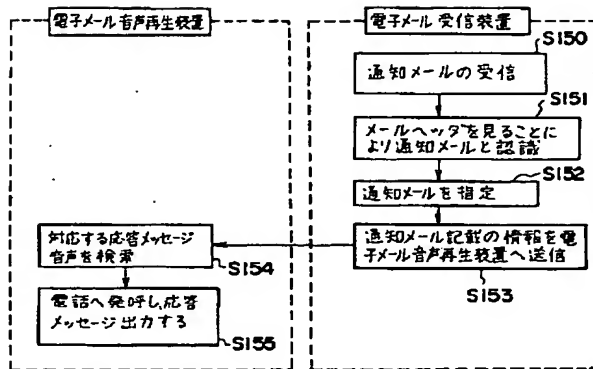 電子メール音声再生装置
電子メール受信装置
S150
通知メールの受信
S151
メールヘッダを見ることに
より通知メールと認識
S152
通知メールを指定
通知メール記載の情報を電
子メール音声再生装置へ送信
S153
対応する応答メッセージ
音声を検索
S154
電話へ発呼し、応答
メッセージ出力する
S155